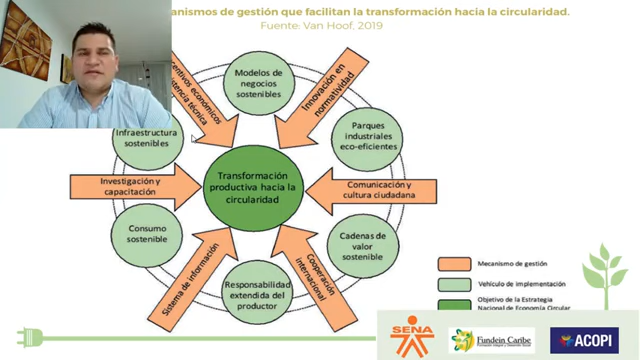 mecanismos de gestión que facilitan la transformación hacia la circularidad.
Fuente: Van Hoof, 2019
económicos
técnica
Modelos de
negocios
sostenibles
Innovación en
normatividad
Infraestructura
sostenibles
Parques
industriales
eco-eficientes
Investigación y
capacitación
Transformación
productiva hacia la
circularidad
Comunicación y
cultura ciudadana
Consumo
sostenible
Cadenas de
valor
sostenible
Sistema de información
Responsabilidad
extendida del
productor
Cooperación
internacional
Mecanismo de gestión
Vehículo de implementación
Objetivo de la Estrategia
Nacional de Economía Circular
SENA
Fundein Caribe
ACOPI